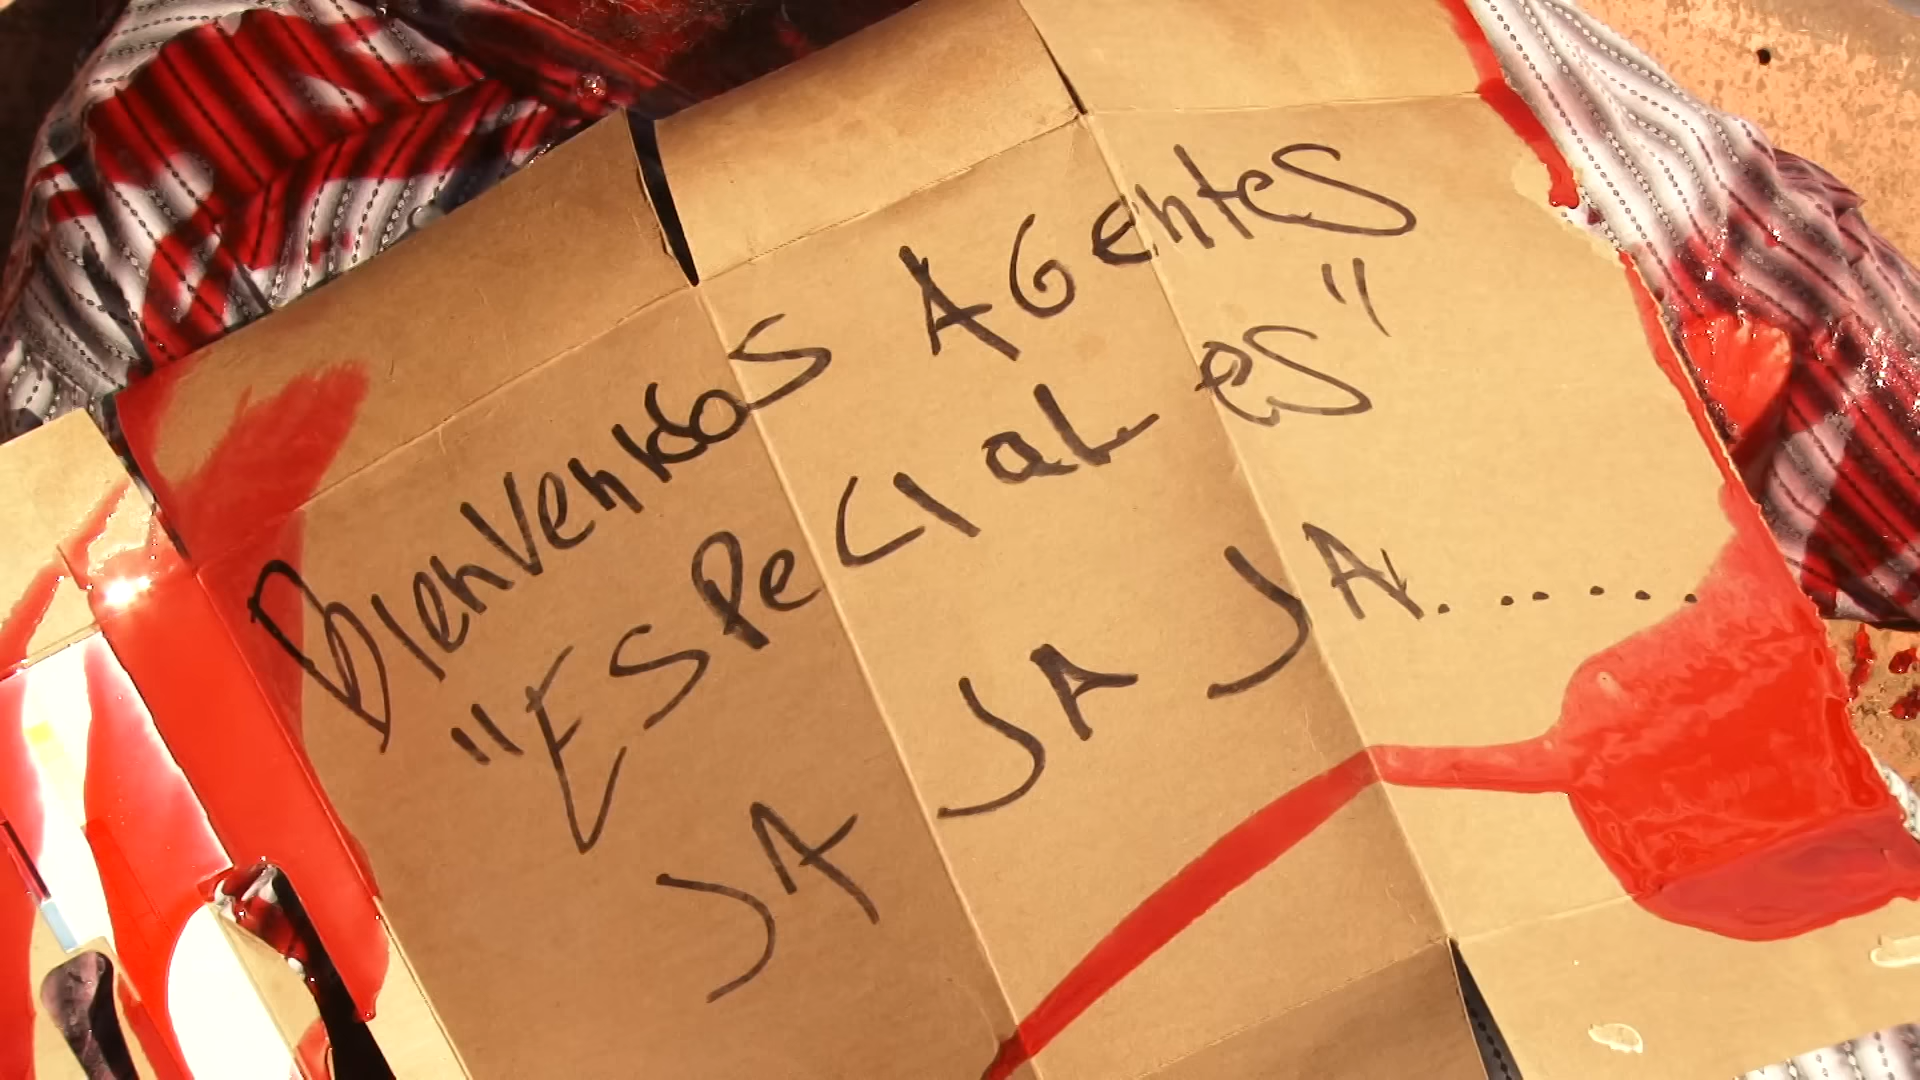 BIenVenIdos AGentes
"ESPeCIaLes"
JA JA JA.......